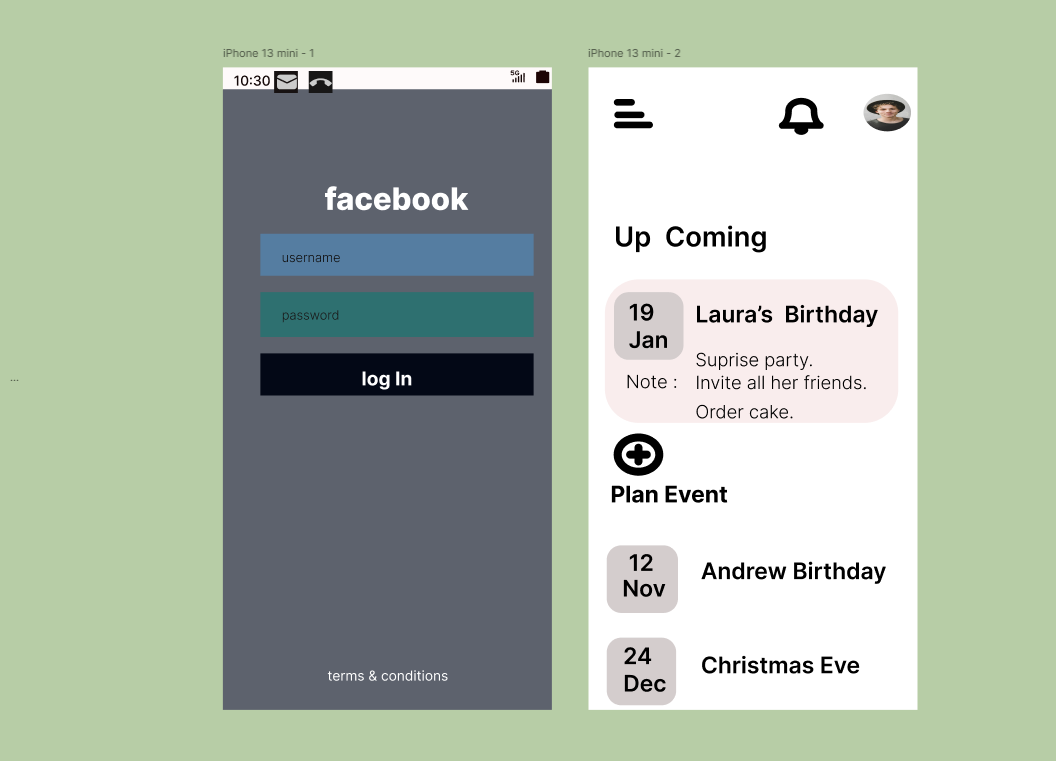 iPhone 13 mini - 1
10:30
5G
facebook
username
password
log In
terms & conditions
...
iPhone 13 mini - 2
Up Coming
19
Jan
Laura’s Birthday
Note :
Suprise party.
Invite all her friends.
Order cake.
Plan Event
12
Nov
Andrew Birthday
24
Dec
Christmas Eve